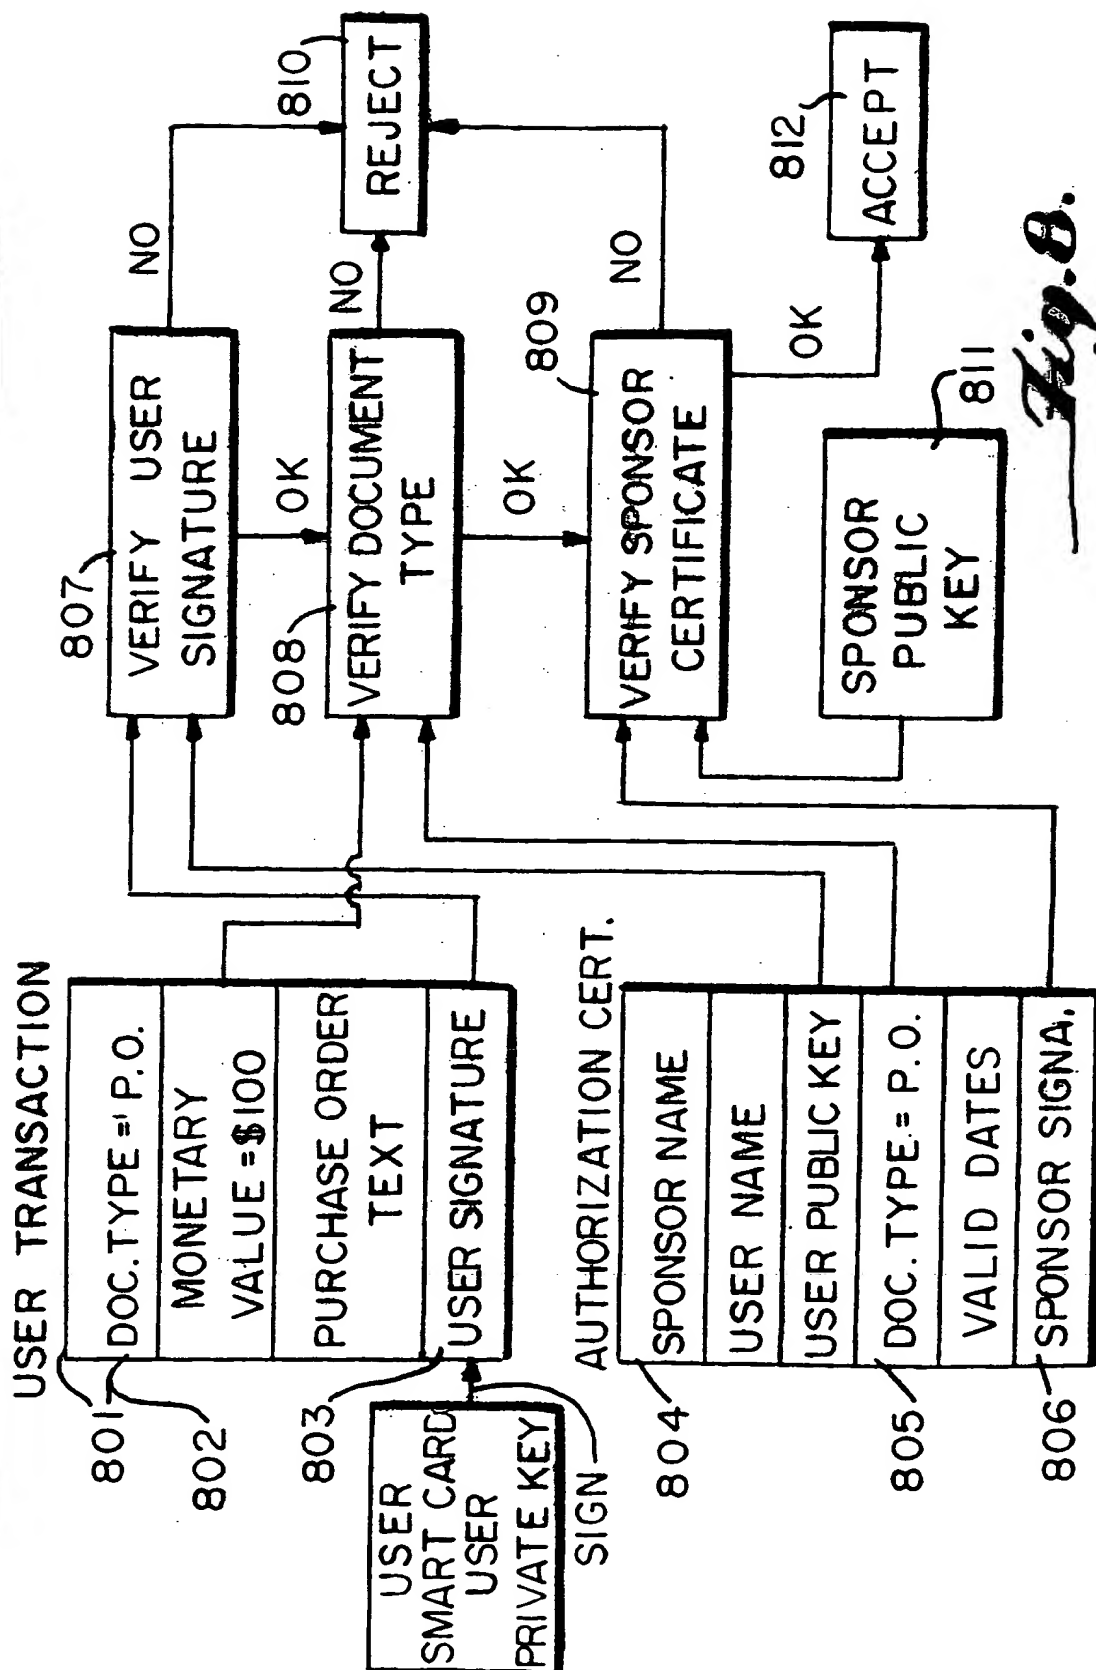 USER TRANSACTION
801
DOC. TYPE = P.O.
802
MONETARY
VALUE = $100
PURCHASE ORDER
TEXT
803
USER SIGNATURE
USER
SMART CARD
USER
PRIVATE KEY
SIGN
AUTHORIZATION CERT.
804
SPONSOR NAME
USER NAME
USER PUBLIC KEY
805
DOC. TYPE = P.O.
VALID DATES
806
SPONSOR SIGNA.
807
VERIFY USER
SIGNATURE
NO
OK
808
VERIFY DOCUMENT
TYPE
NO
OK
809
VERIFY SPONSOR
CERTIFICATE
NO
OK
SPONSOR
PUBLIC
KEY
811
810
REJECT
812
ACCEPT
Fig. 8.